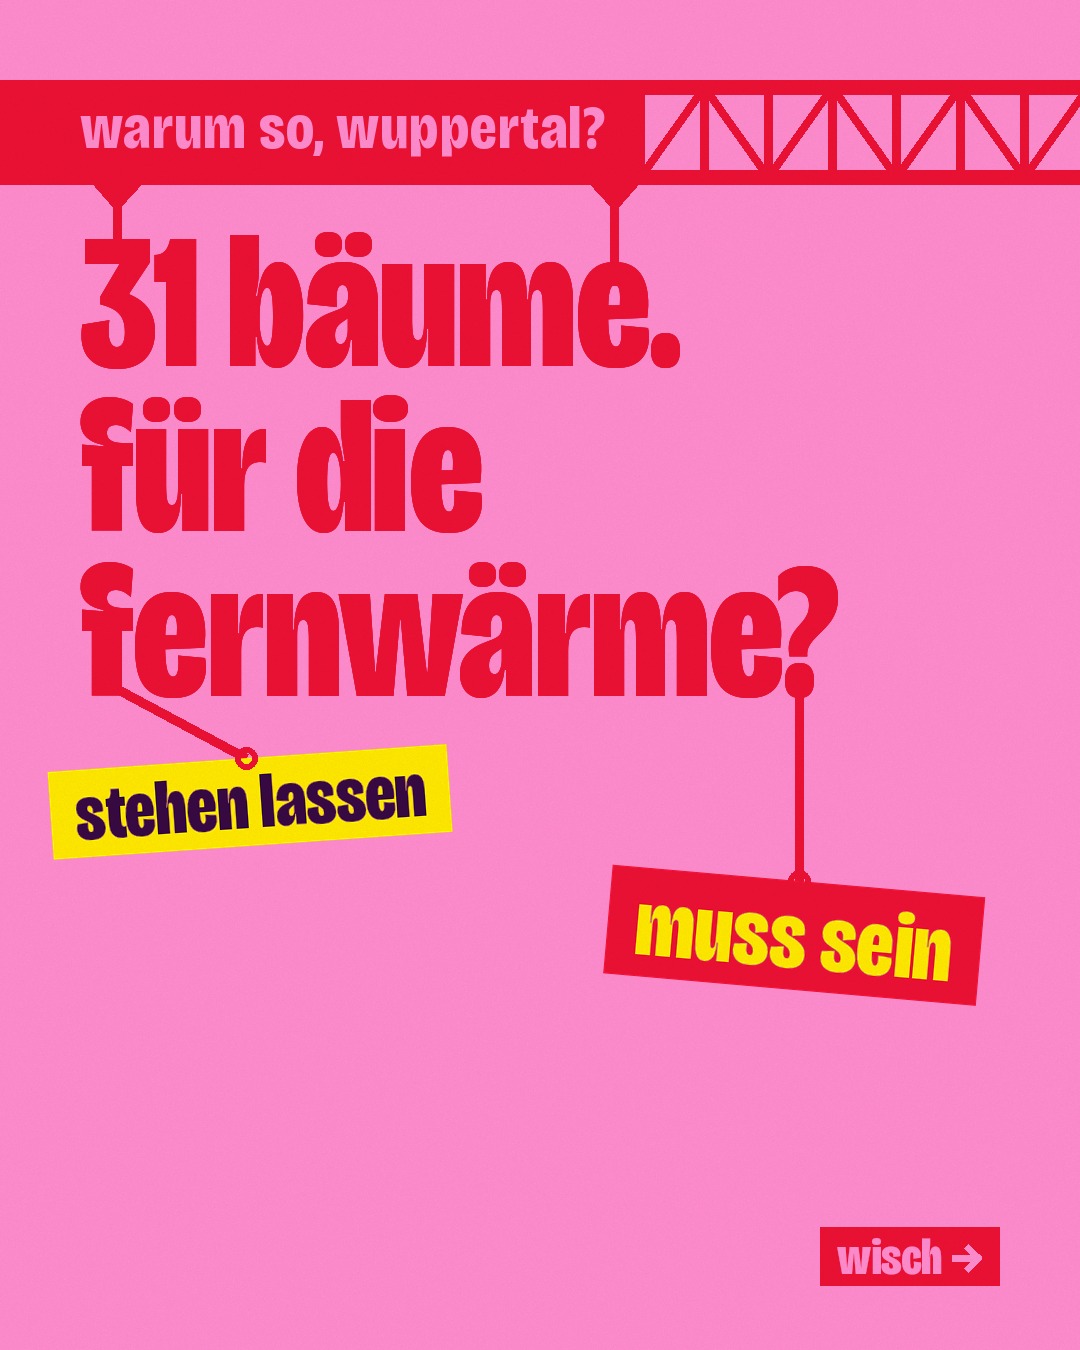 warum so, wuppertal?
31 bäume.
für die
fernwärme?
stehen lassen
muss sein
wisch →